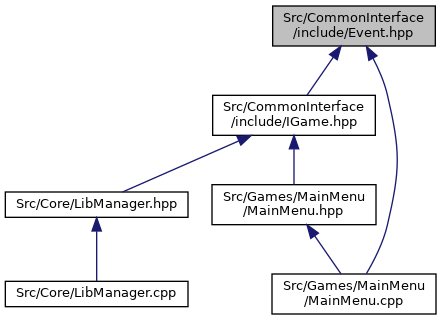 Src/CommonInterface
/include/Event.hpp
Src/CommonInterface
/include/IGame.hpp
Src/Core/LibManager.hpp
Src/Games/MainMenu
/MainMenu.hpp
Src/Core/LibManager.cpp
Src/Games/MainMenu
/MainMenu.cpp